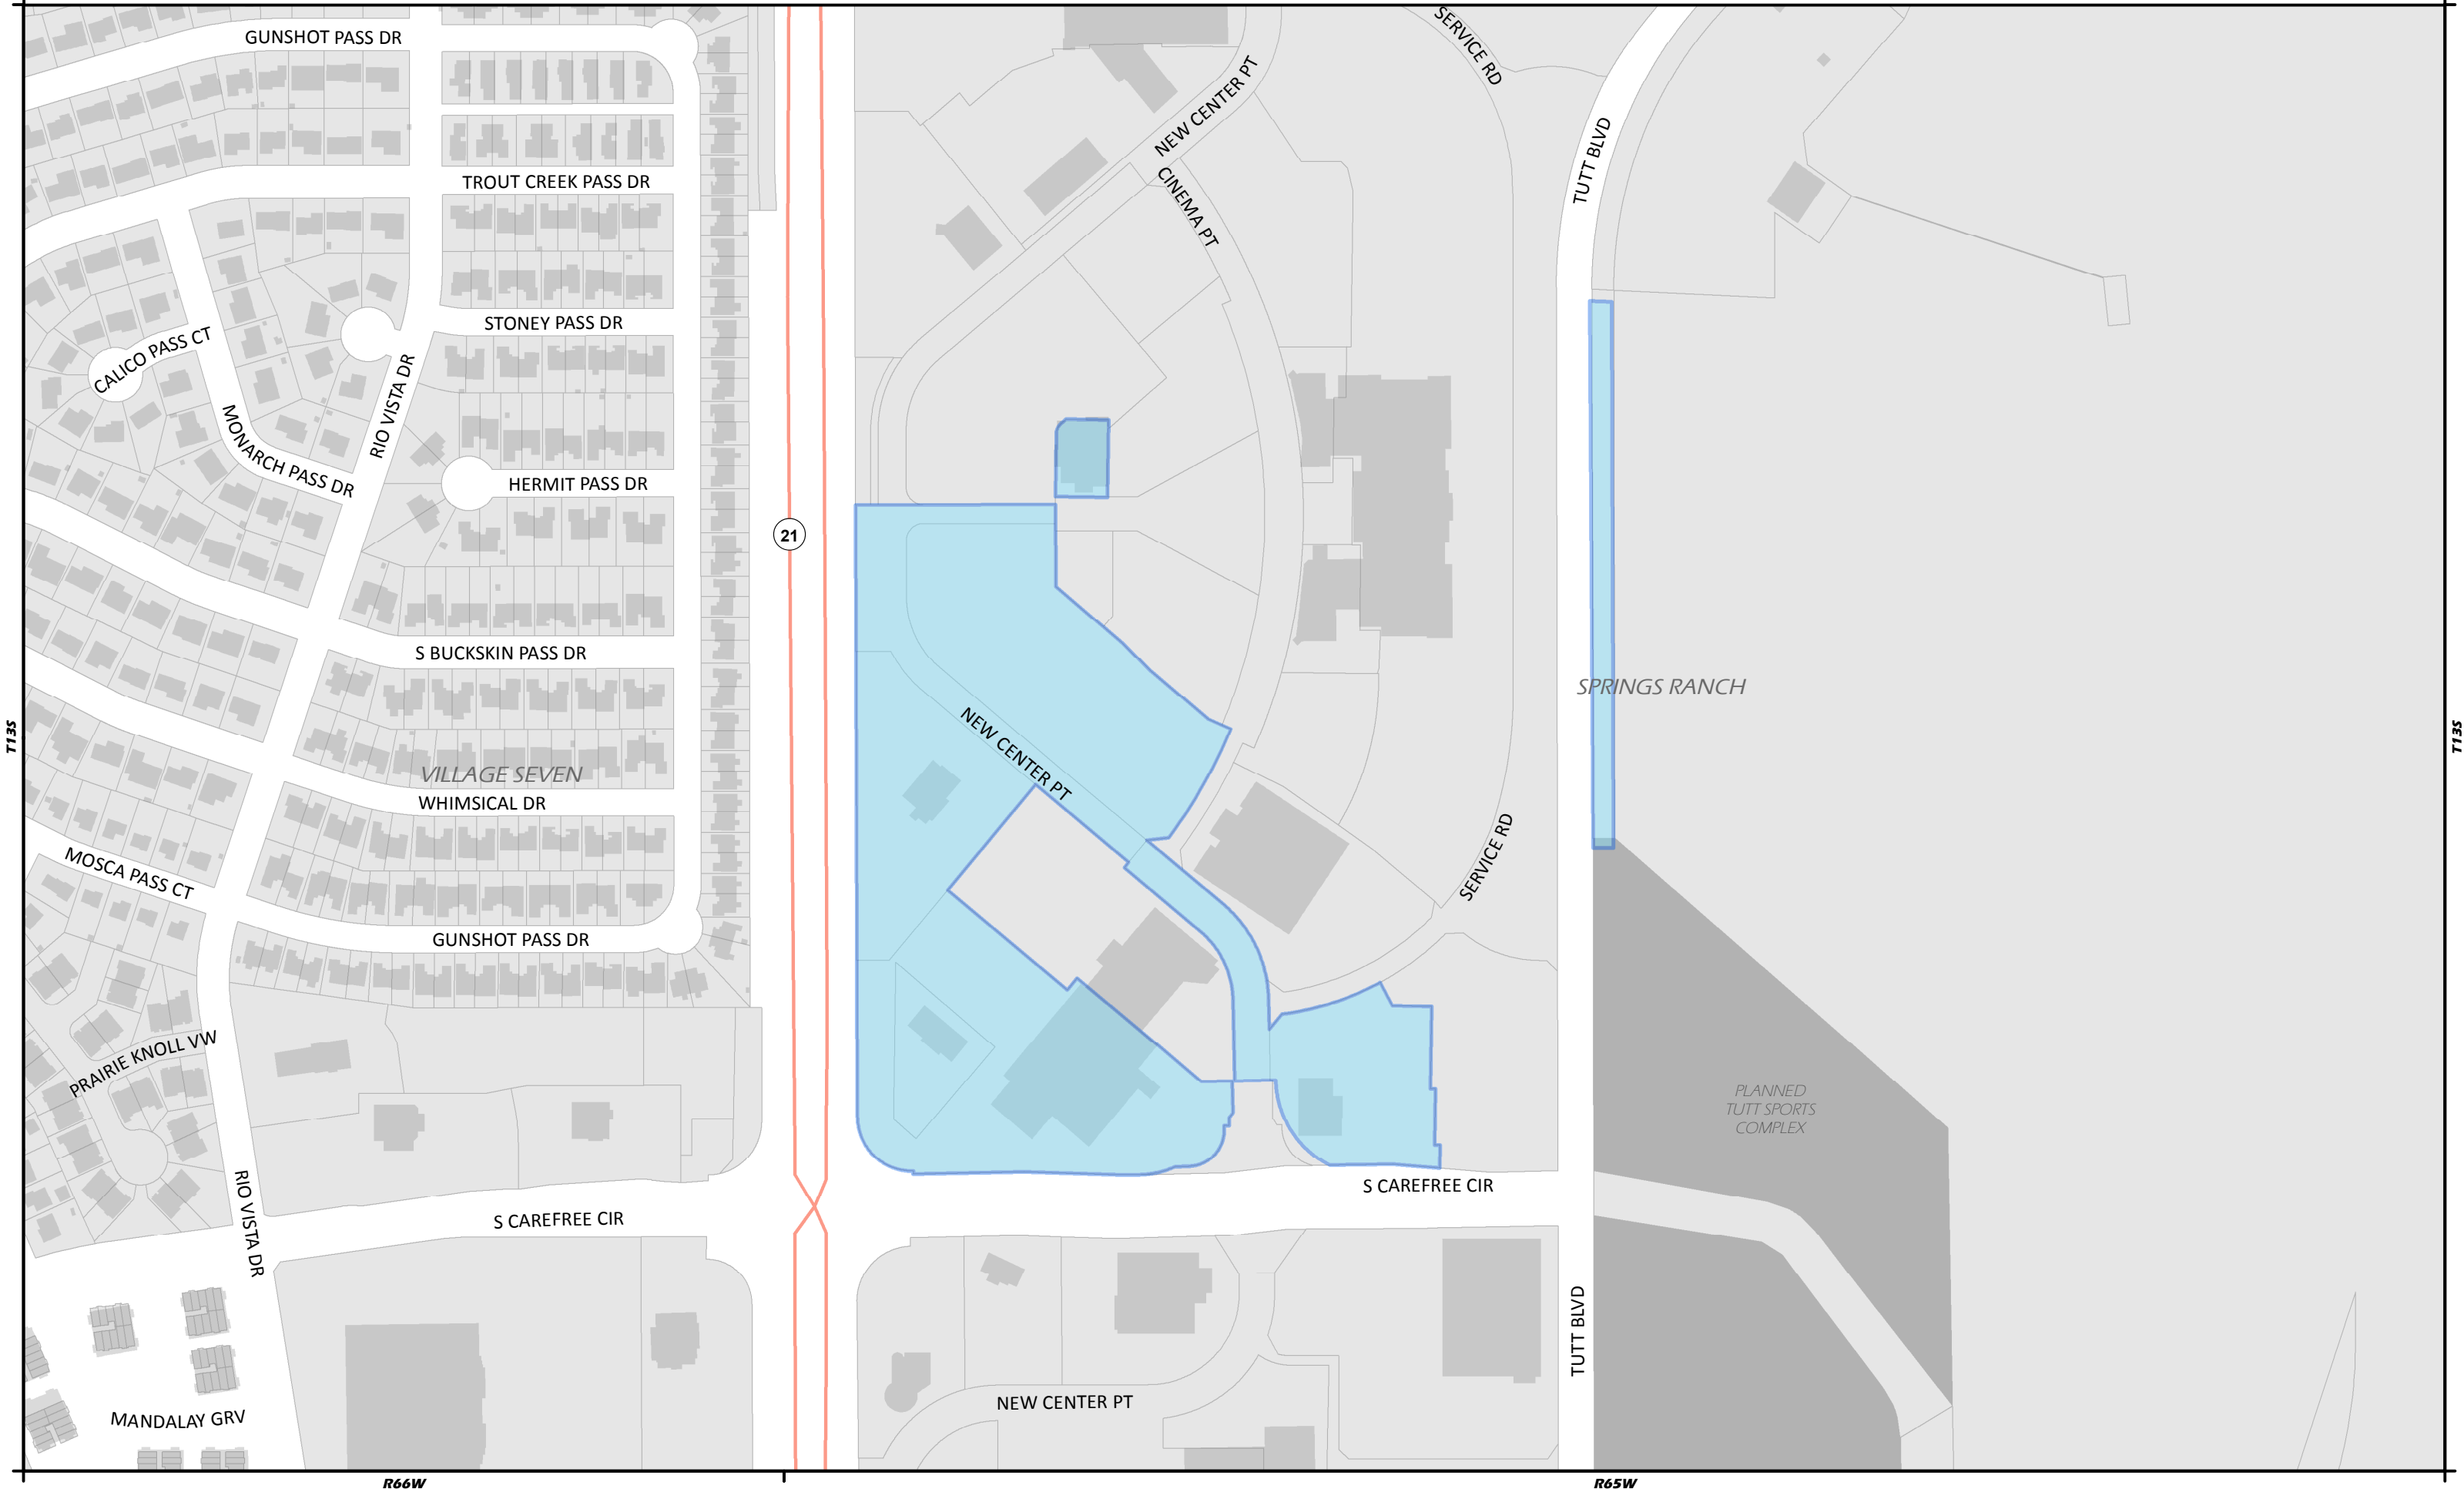 GUNSHOT PASS DR
SERVICE RD
NEW CENTER PT
TUTT BLVD
TROUT CREEK PASS DR
CINEMA PT
STONEY PASS DR
CALICO PASS CT
RIO VISTA DR
MONARCH PASS DR
HERMIT PASS DR
21
S BUCKSKIN PASS DR
SPRINGS RANCH
T13S
T13S
NEW CENTER PT
VILLAGE SEVEN
WHIMSICAL DR
SERVICE RD
MOSCA PASS CT
GUNSHOT PASS DR
PRAIRIE KNOLL VW
PLANNED
TUTT SPORTS
COMPLEX
S CAREFREE CIR
RIO VISTA DR
S CAREFREE CIR
TUTT BLVD
NEW CENTER PT
MANDALAY GRV
R66W
R65W